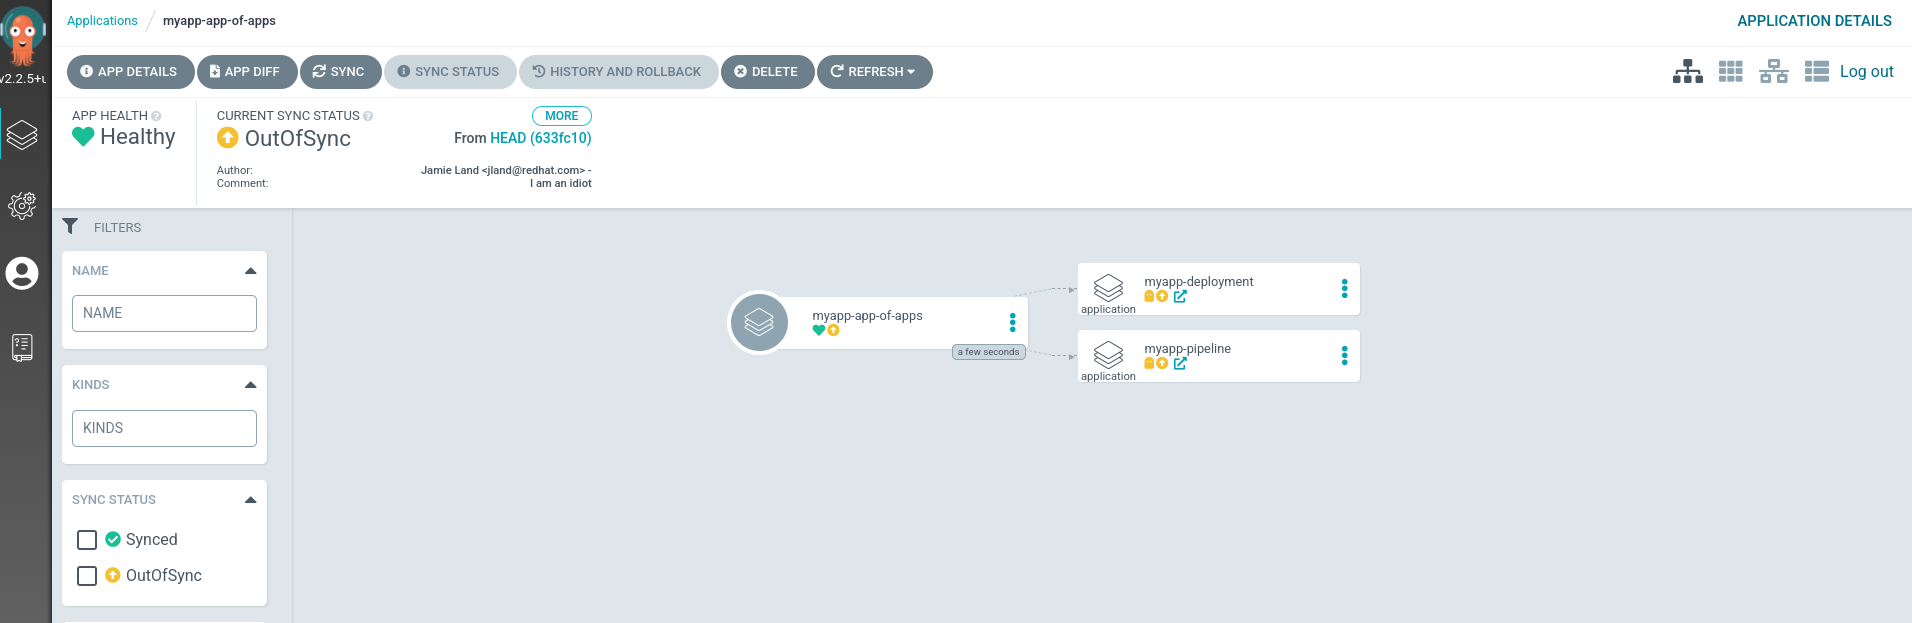 Applications / myapp-app-of-apps
APPLICATION DETAILS
v2.2.5+u
APP DETAILS
APP DIFF
SYNC
SYNC STATUS
HISTORY AND ROLLBACK
DELETE
REFRESH
Log out
APP HEALTH
Healthy
CURRENT SYNC STATUS
MORE
OutOfSync
From HEAD (633fc10)
Author:
Jamie Land <jland@redhat.com> -
Comment:
I am an idiot
FILTERS
NAME
NAME
KINDS
KINDS
SYNC STATUS
Synced
OutOfSync
myapp-app-of-apps
a few seconds
application
myapp-deployment
application
myapp-pipeline